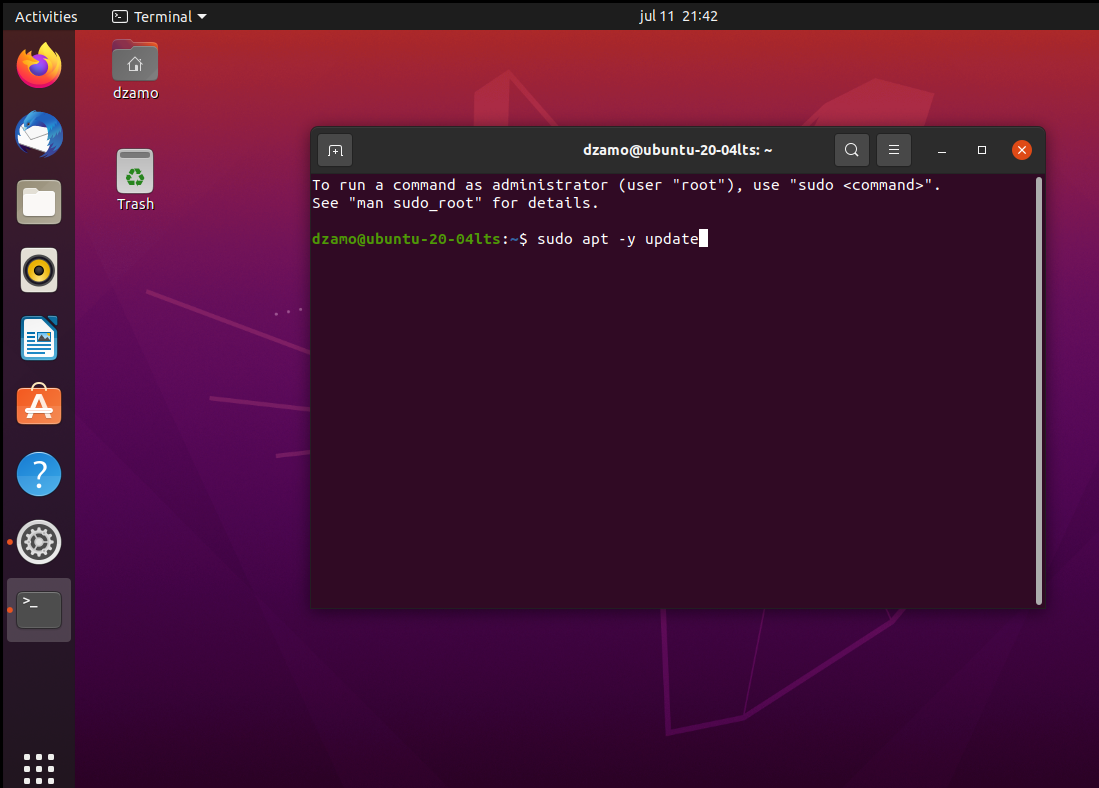 Activities
Terminal
jul 11 21:42
dzamo
Trash
dzamo@ubuntu-20-04lts: ~
To run a command as administrator (user "root"), use "sudo <command>".
See "man sudo_root" for details.
dzamo@ubuntu-20-04lts:~$ sudo apt -y update